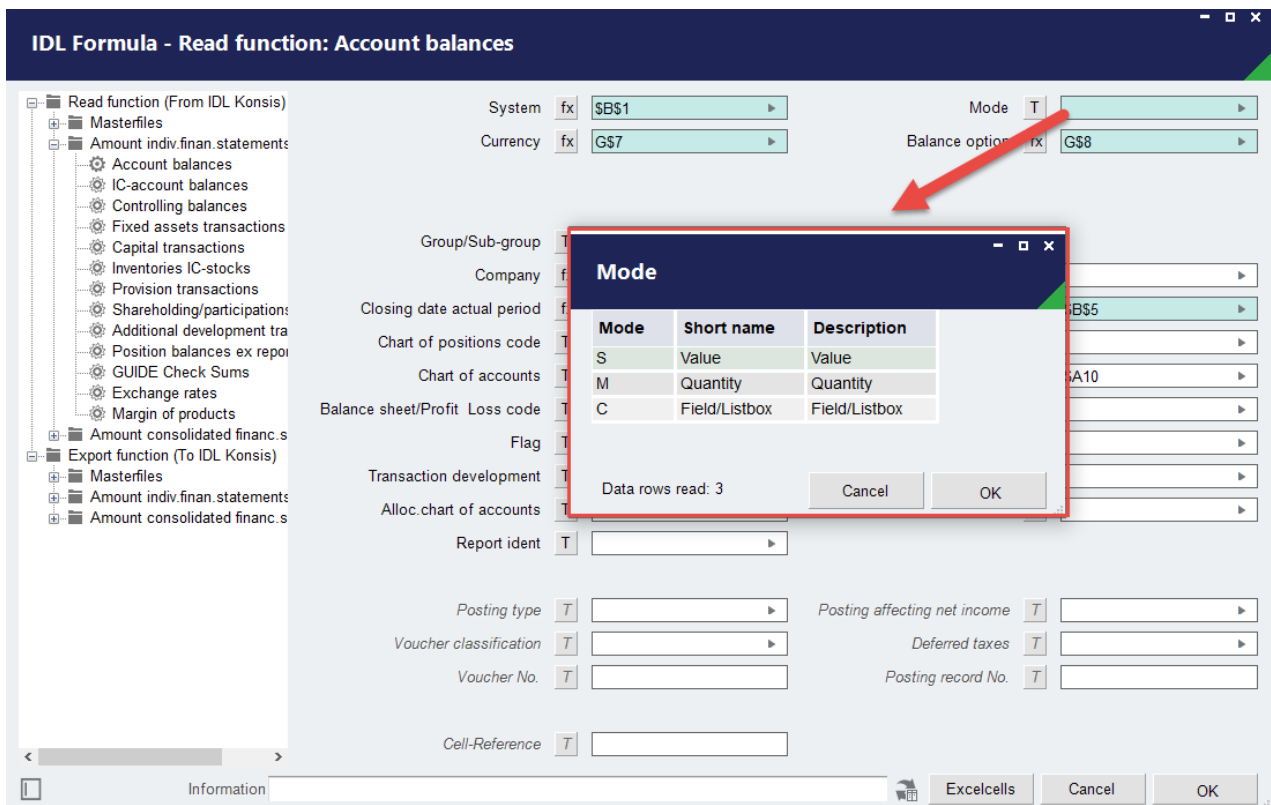 IDL Formula - Read function: Account balances
Read function (From IDL Konsis)
Masterfiles
Amount indiv.finan.statements
Account balances
IC-account balances
Controlling balances
Fixed assets transactions
Capital transactions
Inventories IC-stocks
Provision transactions
Shareholding/participations
Additional development tra
Position balances ex repor
GUIDE Check Sums
Exchange rates
Margin of products
Amount consolidated financ.s
Export function (To IDL Konsis)
Masterfiles
Amount indiv.finan.statements
Amount consolidated financ.s
System fx $B$1 Mode T
Currency fx G$7 Balance option fx G$8
Group/Sub-group T
Company f
Closing date actual period f $B$5
Chart of positions code T
Chart of accounts T $A10
Balance sheet/Profit Loss code T
Flag T
Transaction development T
Alloc.chart of accounts T
Report ident T
Mode
Mode Short name Description
S Value Value
M Quantity Quantity
C Field/Listbox Field/Listbox
Data rows read: 3 Cancel OK
Posting type T Posting affecting net income T
Voucher classification T Deferred taxes T
Voucher No. T Posting record No. T
Cell-Reference T
Information Excelcells Cancel OK